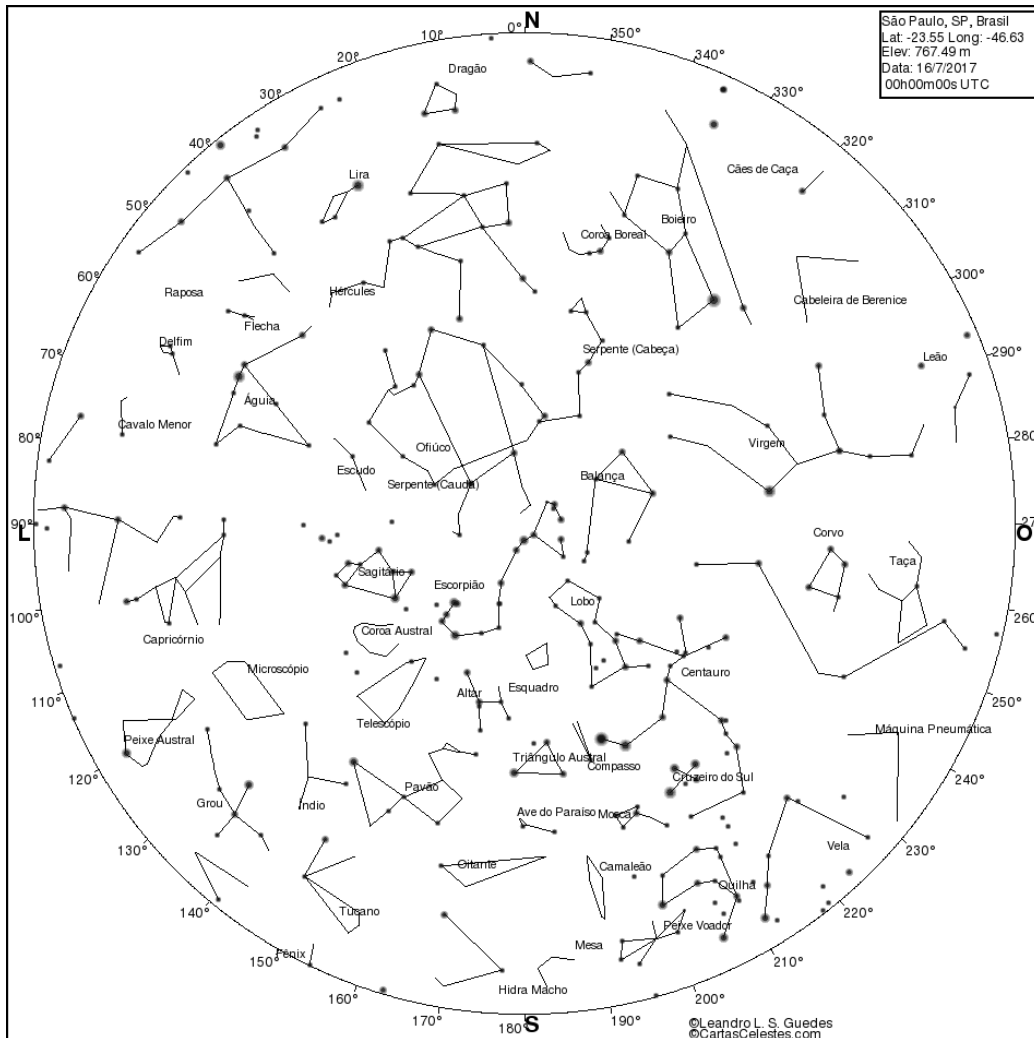 São Paulo, SP, Brasil
Lat: -23.55 Long: -46.63
Elev: 767.49 m
Data: 16/7/2017
00h00m00s UTC
N
0°
10°
350°
20°
340°
Dragão
30°
330°
40°
320°
Cães de Caça
Lira
50°
310°
Boieiro
Coroa Boreal
60°
300°
Raposa
Hércules
Cabeleira de Berenice
Flecha
Delfim
Serpente (Cabeça)
70°
290°
Leão
Águia
Cavalo Menor
80°
280°
Virgem
Ofiúco
Escudo
Balança
Serpente (Cauda)
90°
L
270°
O
Corvo
Taça
Sagitário
Escorpião
Lobo
100°
260°
Coroa Austral
Capricórnio
Microscópio
Centauro
Esquadro
Altar
110°
250°
Telescópio
Máquina Pneumática
Peixe Austral
Triângulo Austral
Compasso
120°
240°
Cruzeiro do Sul
Pavão
Grou
Índio
Ave do Paraíso
Mosca
130°
230°
Vela
Oitante
Camaleão
Quilha
140°
220°
Tucano
Peixe Voador
Mesa
Fênix
150°
210°
Hidra Macho
160°
200°
170°
190°
S
180°
©Leandro L. S. Guedes
©CartasCelestes.com